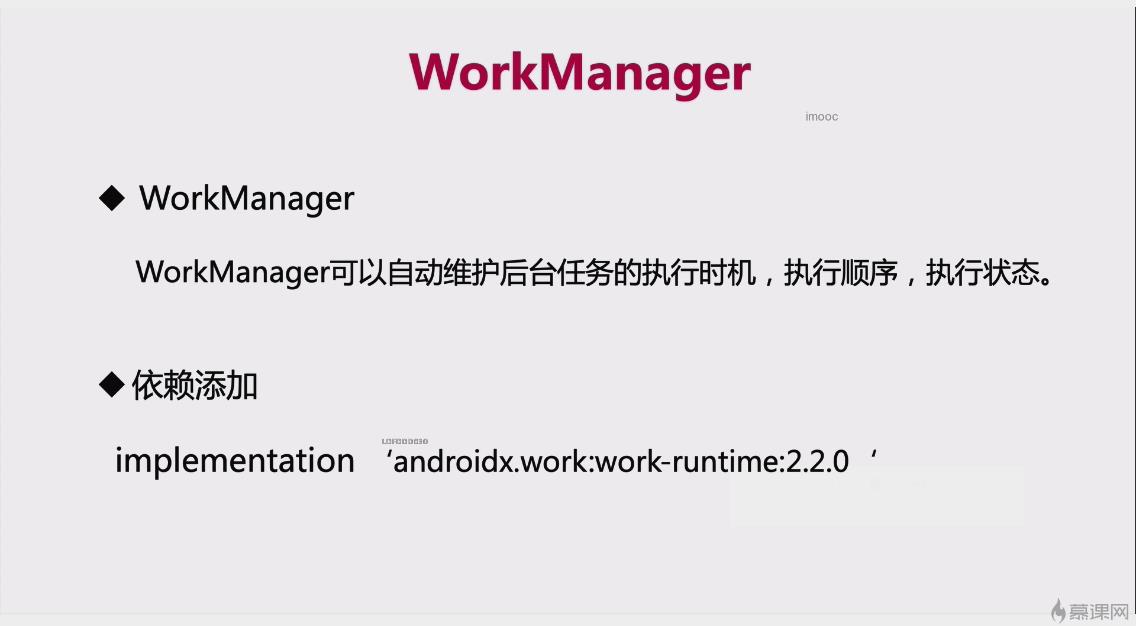 WorkManager
imooc
◆ WorkManager
WorkManager可以自动维护后台任务的执行时机，执行顺序，执行状态。
◆ 依赖添加
implementation ‘androidx.work:work-runtime:2.2.0 ‘
慕课网